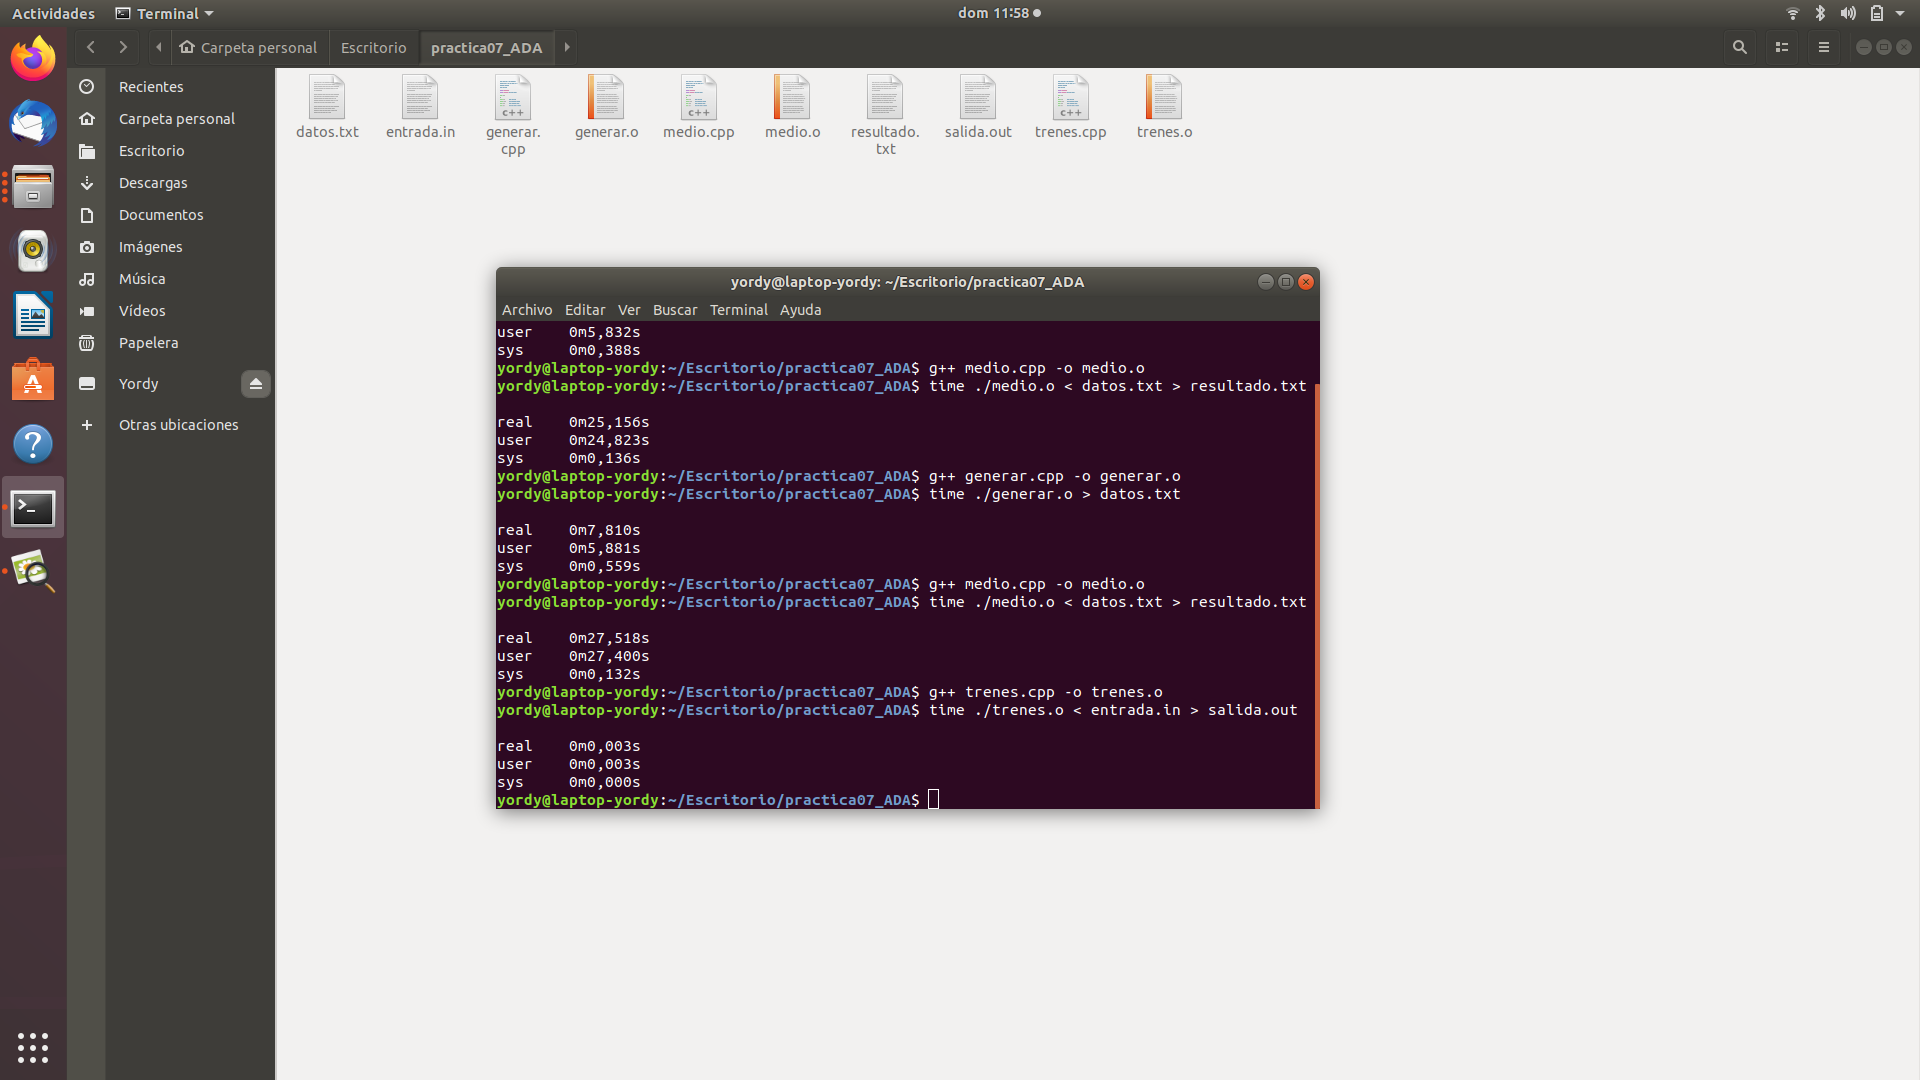 Actividades
Terminal
dom 11:58
Carpeta personal
Escritorio
practica07_ADA
Recientes
Carpeta personal
Escritorio
Descargas
Documentos
Imágenes
Música
Vídeos
Papelera
Yordy
Otras ubicaciones
datos.txt
entrada.in
generar.
cpp
generar.o
medio.cpp
medio.o
resultado.
txt
salida.out
trenes.cpp
trenes.o
yordy@laptop-yordy: ~/Escritorio/practica07_ADA
Archivo Editar Ver Buscar Terminal Ayuda
user 0m5,832s
sys 0m0,388s
yordy@laptop-yordy:~/Escritorio/practica07_ADA$ g++ medio.cpp -o medio.o
yordy@laptop-yordy:~/Escritorio/practica07_ADA$ time ./medio.o < datos.txt > resultado.txt
real 0m25,156s
user 0m24,823s
sys 0m0,136s
yordy@laptop-yordy:~/Escritorio/practica07_ADA$ g++ generar.cpp -o generar.o
yordy@laptop-yordy:~/Escritorio/practica07_ADA$ time ./generar.o > datos.txt
real 0m7,810s
user 0m5,881s
sys 0m0,559s
yordy@laptop-yordy:~/Escritorio/practica07_ADA$ g++ medio.cpp -o medio.o
yordy@laptop-yordy:~/Escritorio/practica07_ADA$ time ./medio.o < datos.txt > resultado.txt
real 0m27,518s
user 0m27,400s
sys 0m0,132s
yordy@laptop-yordy:~/Escritorio/practica07_ADA$ g++ trenes.cpp -o trenes.o
yordy@laptop-yordy:~/Escritorio/practica07_ADA$ time ./trenes.o < entrada.in > salida.out
real 0m0,003s
user 0m0,003s
sys 0m0,000s
yordy@laptop-yordy:~/Escritorio/practica07_ADA$